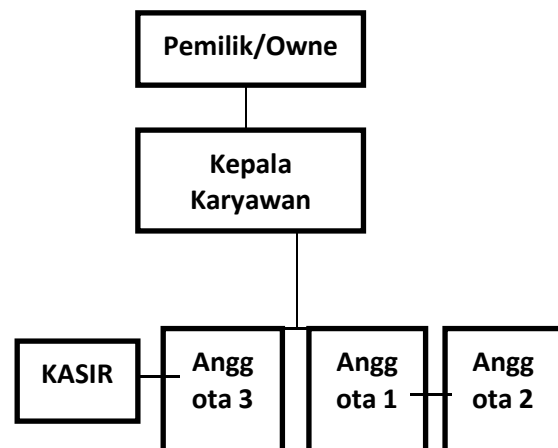 Pemilik/Owne
Kepala
Karyawan
KASIR
Angg
ota 3
Angg
ota 1
Angg
ota 2